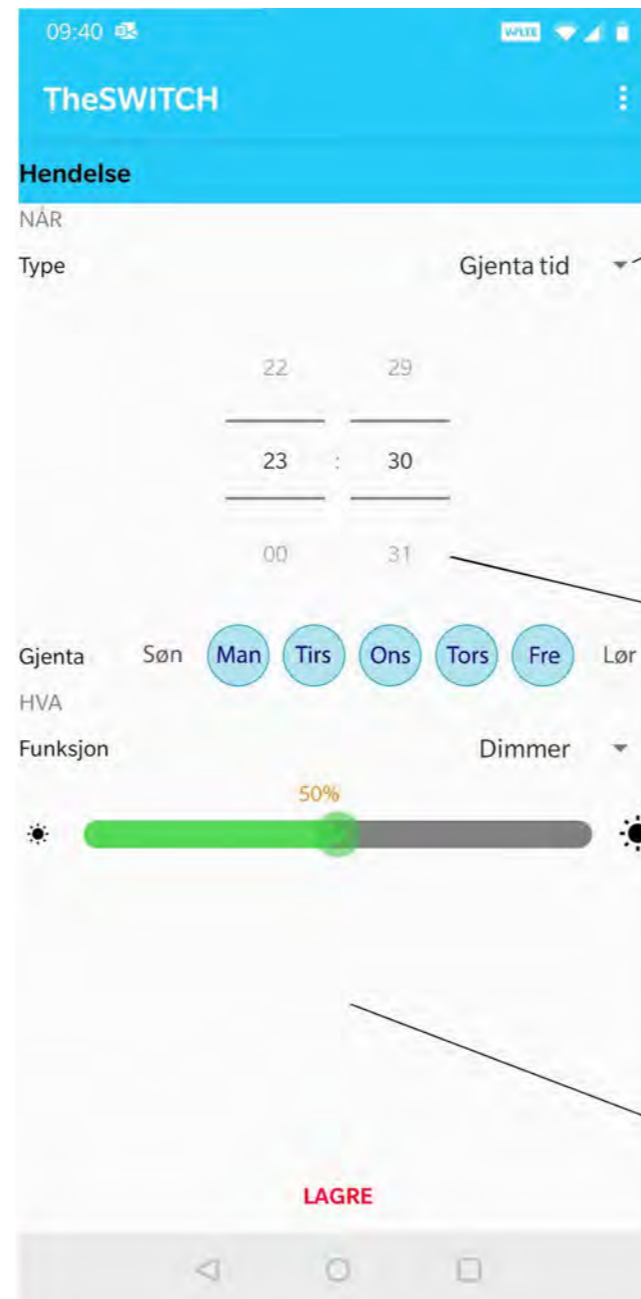 09:40
VoLTE
TheSWITCH
Hendelse
NÅR
Type Gjenta tid
22 29
23 : 30
00 31
Gjenta Søn Man Tirs Ons Tors Fre Lør
HVA
Funksjon Dimmer
50%
LAGRE